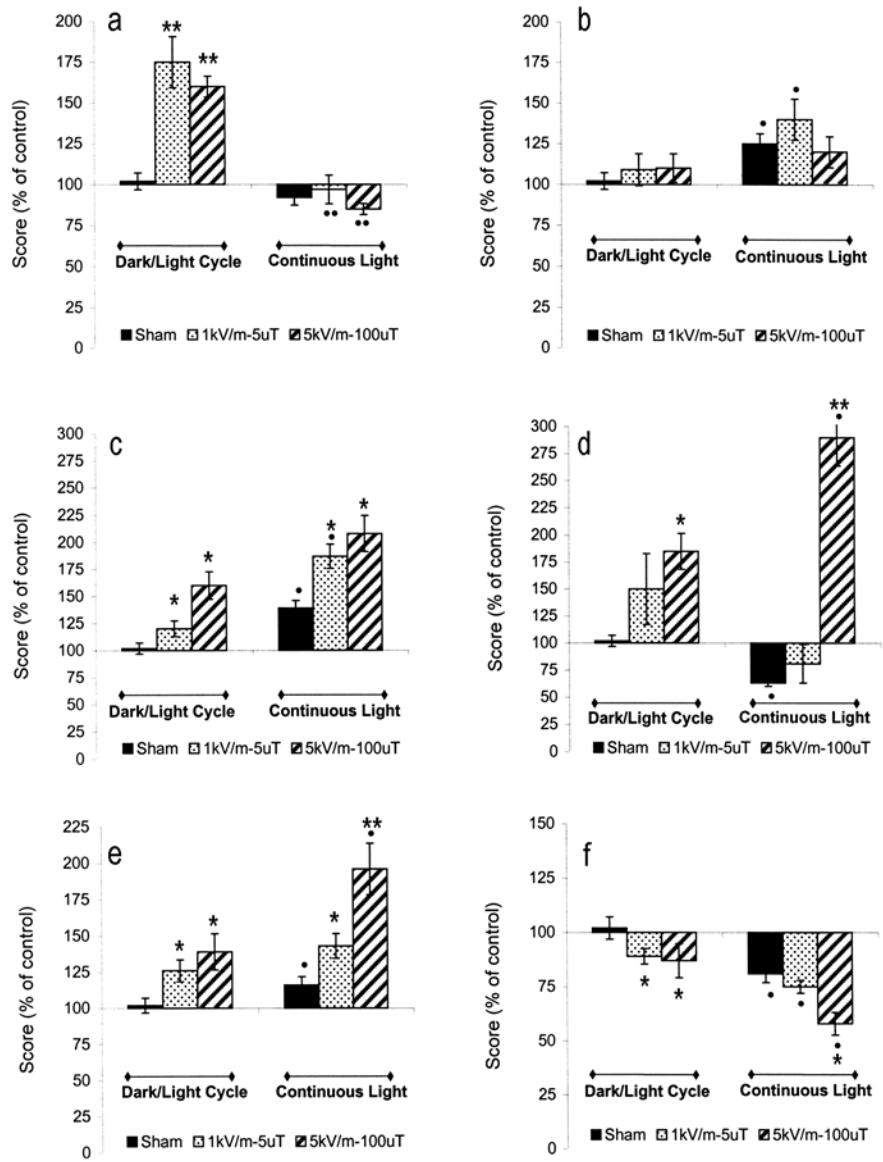 a
Score (% of control)
200
175
150
125
100
75
50
25
0
** **
•• ••
Dark/Light Cycle Continuous Light
Sham 1kV/m-5uT 5kV/m-100uT
b
Score (% of control)
200
175
150
125
100
75
50
25
0
• •
Dark/Light Cycle Continuous Light
Sham 1kV/m-5uT 5kV/m-100uT
c
Score (% of control)
300
275
250
225
200
175
150
125
100
75
50
25
0
* * • * • *
Dark/Light Cycle Continuous Light
Sham 1kV/m-5uT 5kV/m-100uT
d
Score (% of control)
300
275
250
225
200
175
150
125
100
75
50
25
0
* • ** •
Dark/Light Cycle Continuous Light
Sham 1kV/m-5uT 5kV/m-100uT
e
Score (% of control)
225
200
175
150
125
100
75
50
25
0
* * • * ** •
Dark/Light Cycle Continuous Light
Sham 1kV/m-5uT 5kV/m-100uT
f
Score (% of control)
150
125
100
75
50
25
0
* * • • • *
Dark/Light Cycle Continuous Light
Sham 1kV/m-5uT 5kV/m-100uT